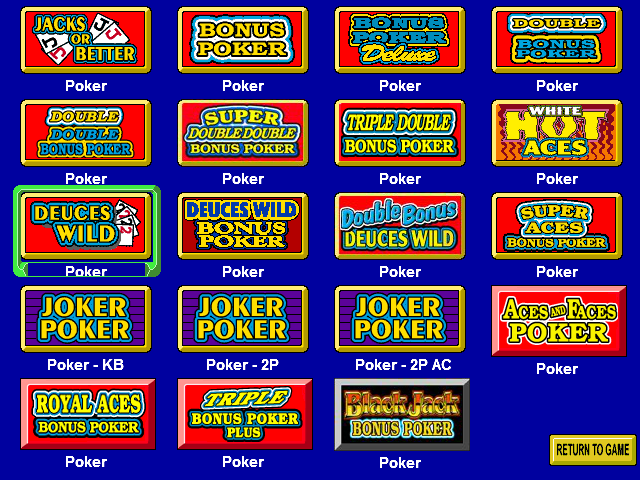 JACKS
OR
BETTER
Poker
BONUS
POKER
Poker
BONUS
POKER
Deluxe
Poker
DOUBLE
BONUS
POKER
Poker
DOUBLE
DOUBLE
BONUS POKER
Poker
SUPER
DOUBLE DOUBLE
BONUS POKER
Poker
TRIPLE DOUBLE
BONUS POKER
Poker
WHITE
HOT
ACES
Poker
DEUCES
WILD
Poker
DEUCES WILD
BONUS
POKER
Poker
Double Bonus
DEUCES WILD
Poker
SUPER
ACES
BONUS POKER
Poker
JOKER
POKER
Poker - KB
JOKER
POKER
Poker - 2P
JOKER
POKER
Poker - 2P AC
ACES AND FACES
POKER
Poker
ROYAL ACES
BONUS POKER
Poker
TRIPLE
BONUS POKER
PLUS
Poker
Black Jack
BONUS POKER
Poker
RETURN TO GAME